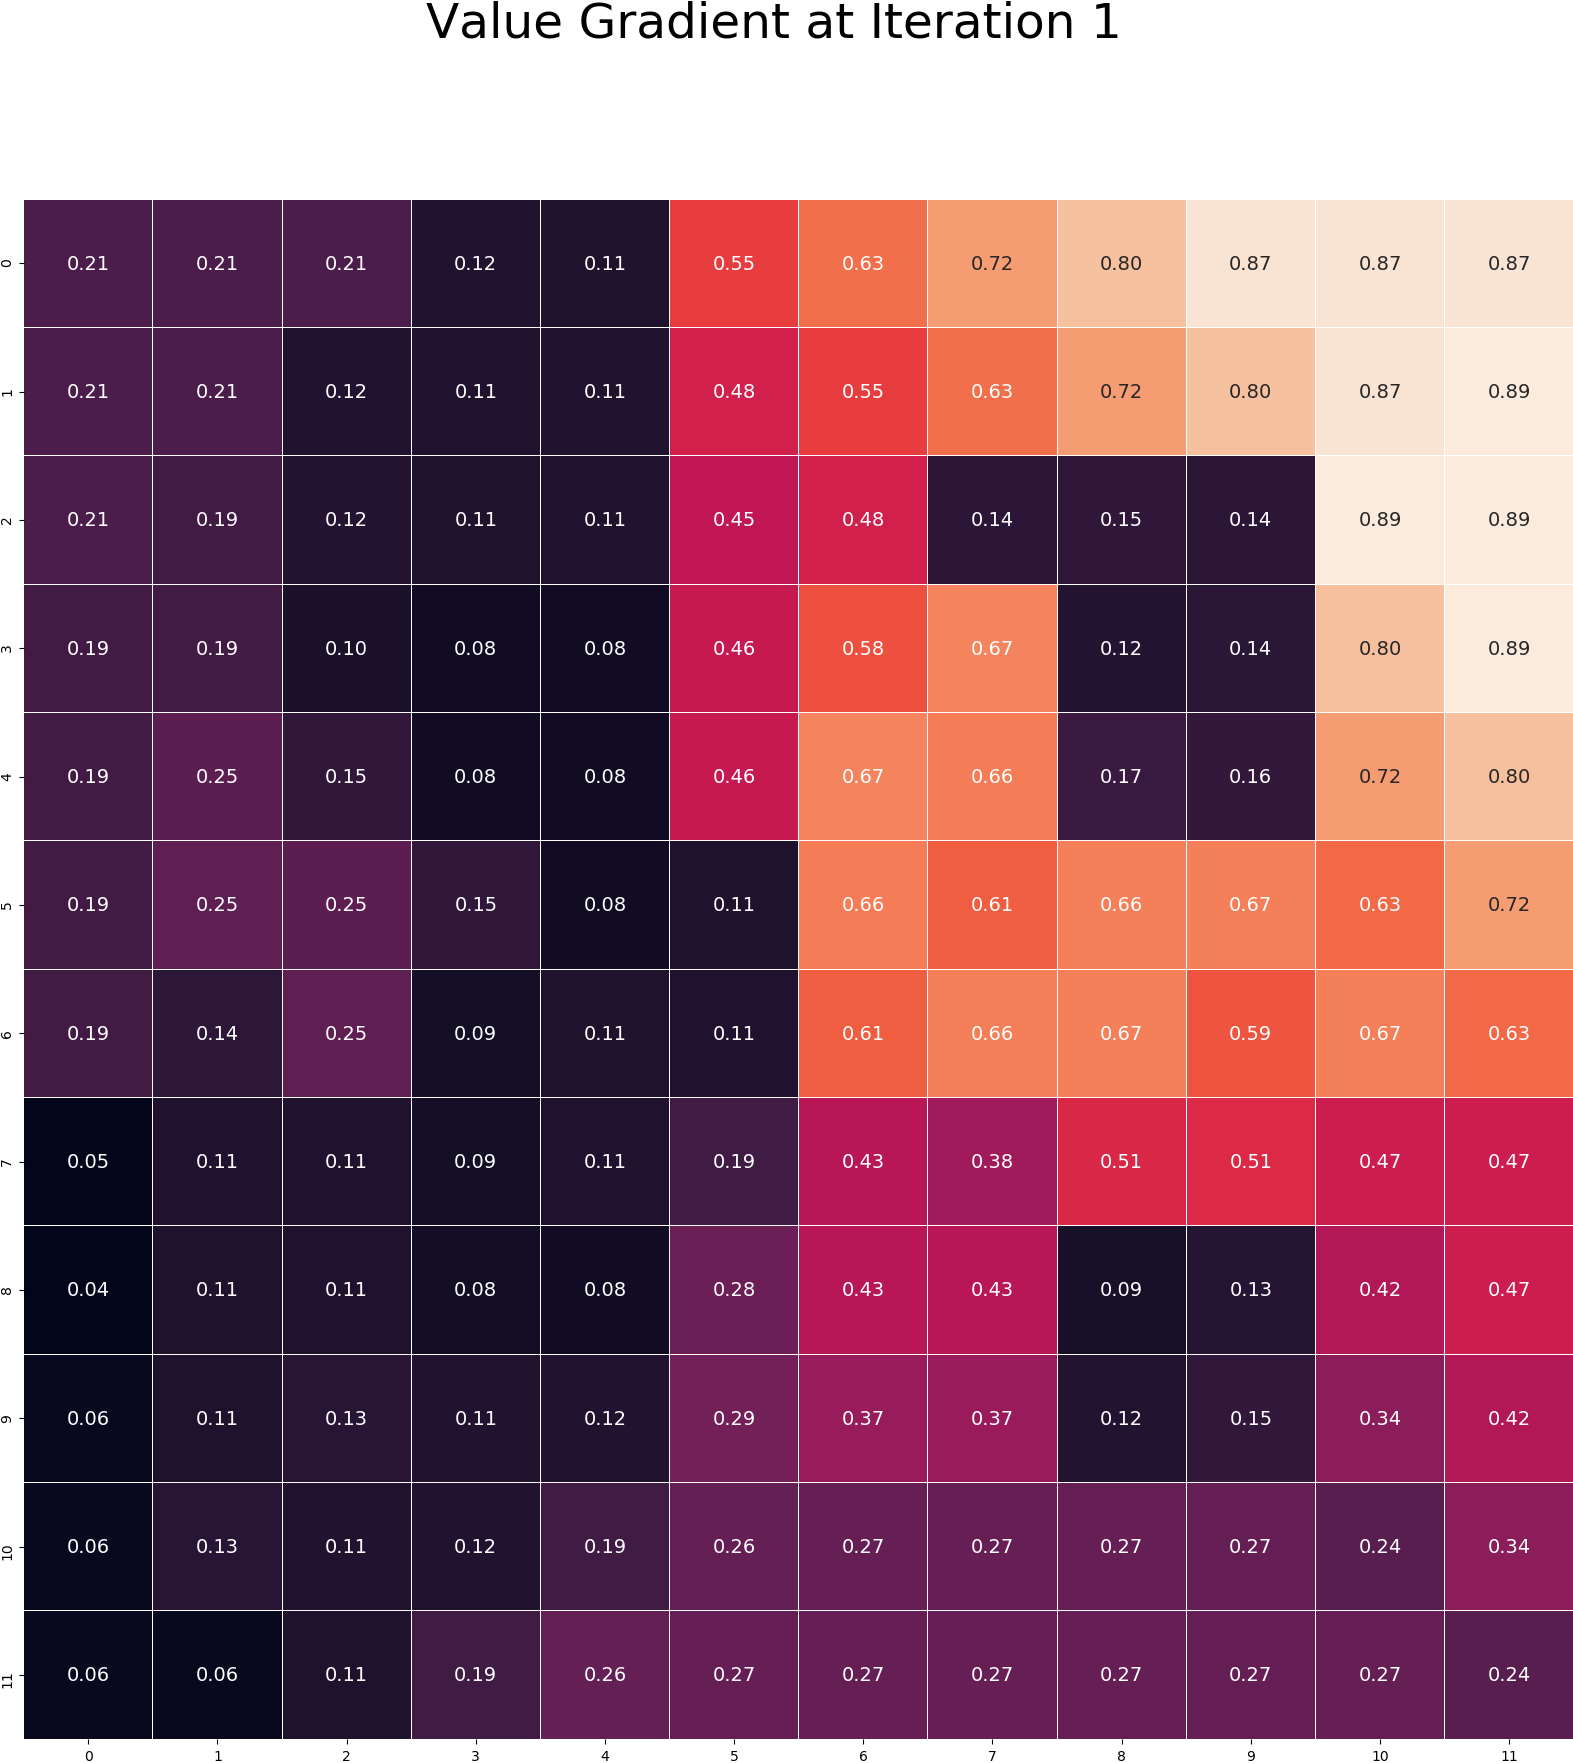 Value Gradient at Iteration 1
0 0.21 0.21 0.21 0.12 0.11 0.55 0.63 0.72 0.80 0.87 0.87 0.87
1 0.21 0.21 0.12 0.11 0.11 0.48 0.55 0.63 0.72 0.80 0.87 0.89
2 0.21 0.19 0.12 0.11 0.11 0.45 0.48 0.14 0.15 0.14 0.89 0.89
3 0.19 0.19 0.10 0.08 0.08 0.46 0.58 0.67 0.12 0.14 0.80 0.89
4 0.19 0.25 0.15 0.08 0.08 0.46 0.67 0.66 0.17 0.16 0.72 0.80
5 0.19 0.25 0.25 0.15 0.08 0.11 0.66 0.61 0.66 0.67 0.63 0.72
6 0.19 0.14 0.25 0.09 0.11 0.11 0.61 0.66 0.67 0.59 0.67 0.63
7 0.05 0.11 0.11 0.09 0.11 0.19 0.43 0.38 0.51 0.51 0.47 0.47
8 0.04 0.11 0.11 0.08 0.08 0.28 0.43 0.43 0.09 0.13 0.42 0.47
9 0.06 0.11 0.13 0.11 0.12 0.29 0.37 0.37 0.12 0.15 0.34 0.42
10 0.06 0.13 0.11 0.12 0.19 0.26 0.27 0.27 0.27 0.27 0.24 0.34
11 0.06 0.06 0.11 0.19 0.26 0.27 0.27 0.27 0.27 0.27 0.27 0.24
0 1 2 3 4 5 6 7 8 9 10 11